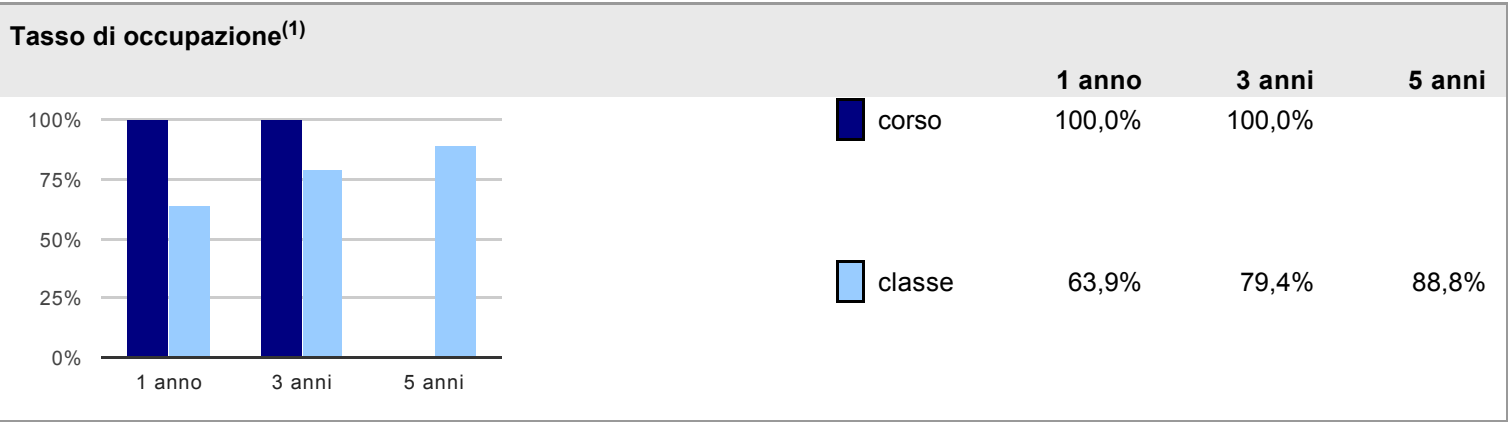 Tasso di occupazione(1)
1 anno 3 anni 5 anni
100%
75%
50%
25%
0%
1 anno 3 anni 5 anni
corso 100,0% 100,0%
classe 63,9% 79,4% 88,8%